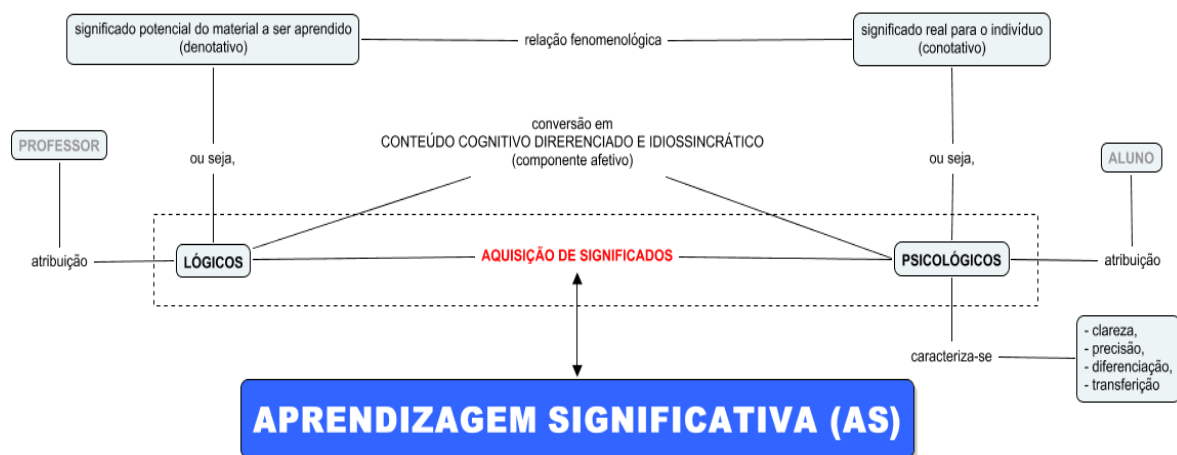 significado potencial do material a ser aprendido
(denotativo)
relação fenomenológica
significado real para o indivíduo
(conotativo)
conversão em
CONTEÚDO COGNITIVO DIRERENCIADO E IDIOSSINCRÁTICO
(componente afetivo)
PROFESSOR
ou seja,
ou seja,
ALUNO
atribuição
LÓGICOS
AQUISIÇÃO DE SIGNIFICADOS
PSICOLÓGICOS
atribuição
caracteriza-se
- clareza,
- precisão,
- diferenciação,
- transferição
APRENDIZAGEM SIGNIFICATIVA (AS)